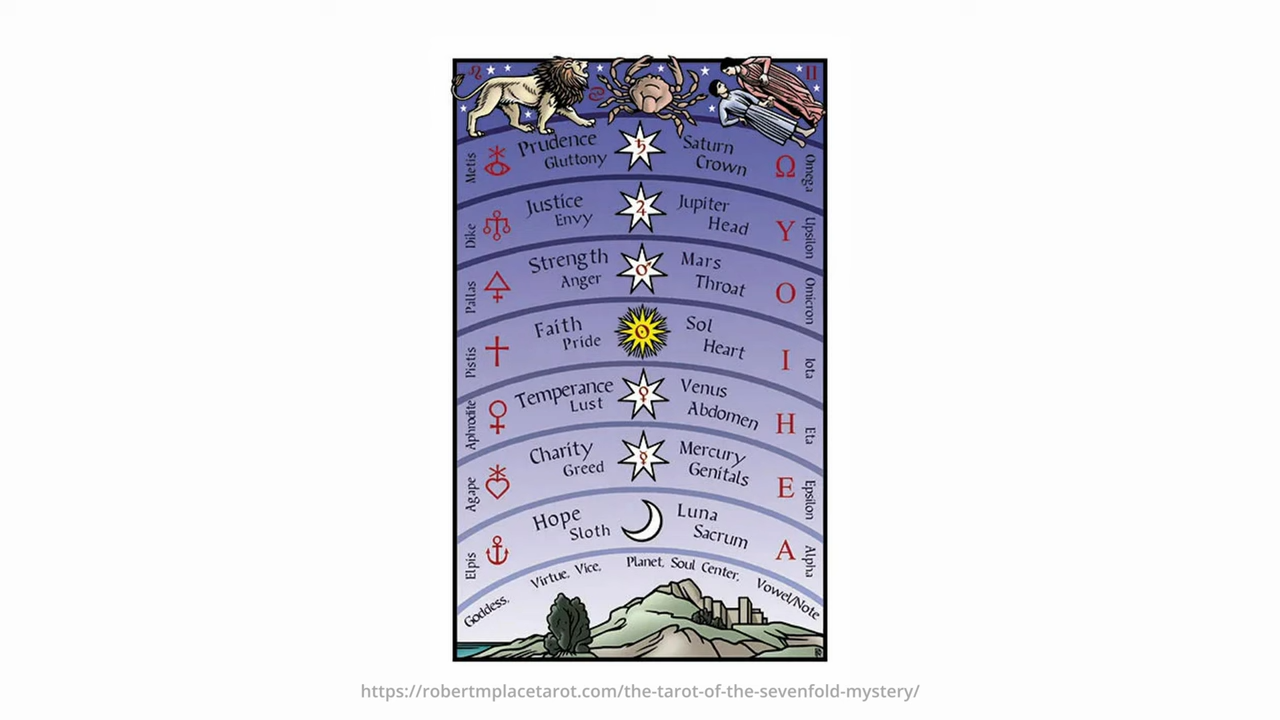 ♌ ♋ ♊
Metis Prudence Gluttony ♄ Saturn Crown Ω Omega
Dike Justice Envy ♃ Jupiter Head Y Upsilon
Pallas Strength Anger ♂ Mars Throat O Omicron
Pistis Faith Pride ☉ Sol Heart I Iota
Aphrodite Temperance Lust ♀ Venus Abdomen H Eta
Agape Charity Greed ☿ Mercury Genitals E Epsilon
Elpis Hope Sloth Luna Sacrum A Alpha
Goddess, Virtue, Vice, Planet, Soul Center, Vowel/Note
https://robertmplacetarot.com/the-tarot-of-the-sevenfold-mystery/